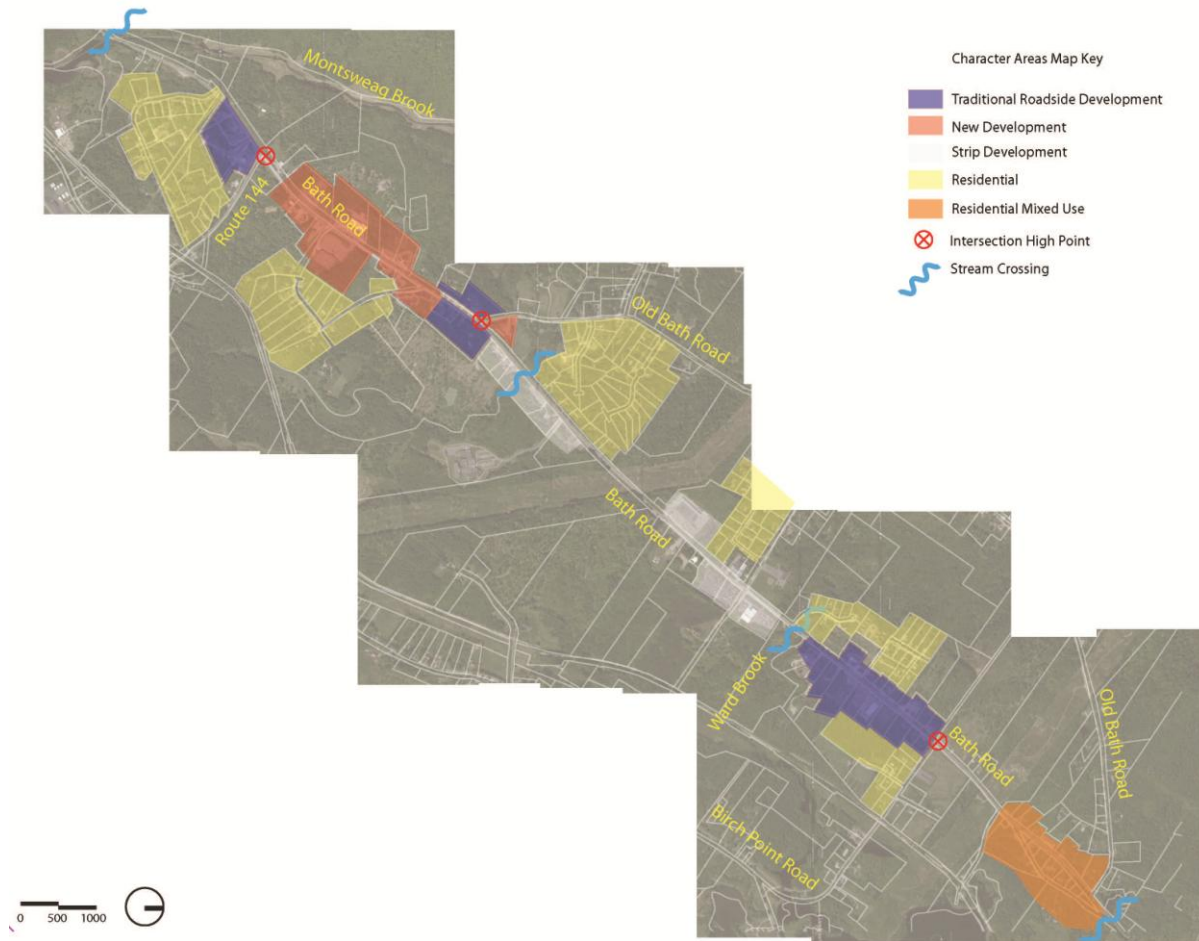 Character Areas Map Key
Traditional Roadside Development
New Development
Strip Development
Residential
Residential Mixed Use
Intersection High Point
Stream Crossing
Montsweag Brook
Route 144
Bath Road
Old Bath Road
Bath Road
Ward Brook
Bath Road
Old Bath Road
Birch Point Road
0 500 1000